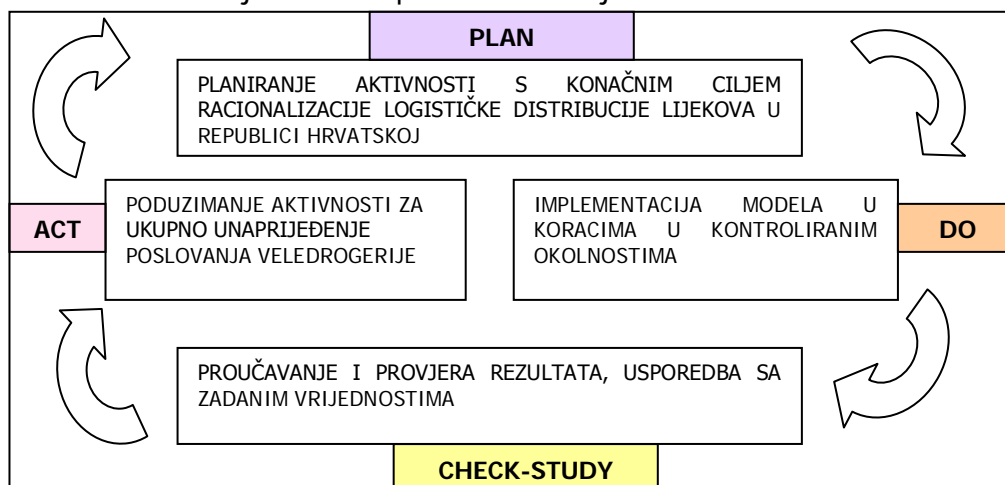 PLAN
PLANIRANJE AKTIVNOSTI S KONAČNIM CILJEM
RACIONALIZACIJE LOGISTIČKE DISTRIBUCIJE LIJEKOVA U
REPUBLICI HRVATSKOJ
ACT
PODUZIMANJE AKTIVNOSTI ZA
UKUPNO UNAPRIJEĐENJE
POSLOVANJA VELEDROGERIJE
IMPLEMENTACIJA MODELA U
KORACIMA U KONTROLIRANIM
OKOLNOSTIMA
DO
PROUČAVANJE I PROVJERA REZULTATA, USPOREDBA SA
ZADANIM VRIJEDNOSTIMA
CHECK-STUDY